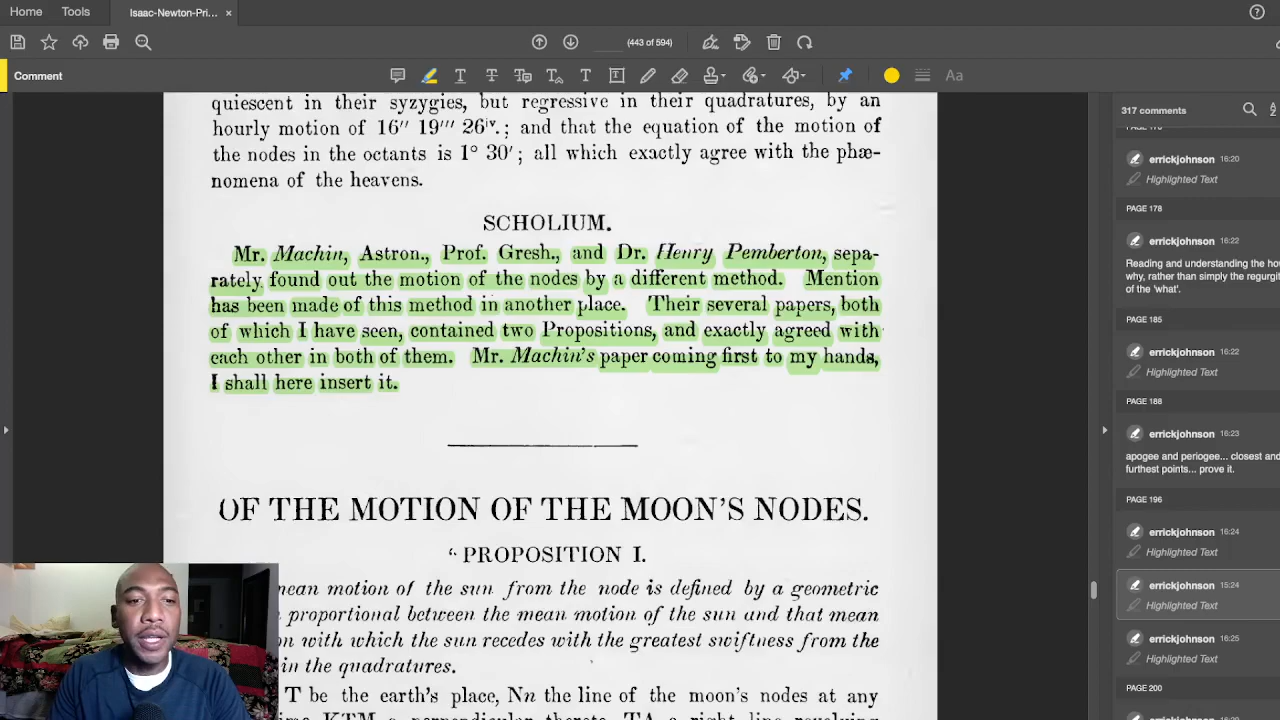 Home
Tools
Isaac-Newton-Pri...
×
(443 of 594)
Comment
Aa
317 comments
quiescent in their syzygies, but regressive in their quadratures, by an
hourly motion of 16″ 19‴ 26iv.; and that the equation of the motion of
the nodes in the octants is 1° 30′; all which exactly agree with the phæ-
nomena of the heavens.
SCHOLIUM.
Mr. Machin, Astron., Prof. Gresh., and Dr. Henry Pemberton, sepa-
rately found out the motion of the nodes by a different method. Mention
has been made of this method in another place. Their several papers, both
of which I have seen, contained two Propositions, and exactly agreed with
each other in both of them. Mr. Machin's paper coming first to my hands,
I shall here insert it.
OF THE MOTION OF THE MOON'S NODES.
“ PROPOSITION I.
mean motion of the sun from the node is defined by a geometric
proportional between the mean motion of the sun and that mean
with which the sun recedes with the greatest swiftness from the
in the quadratures.
T be the earth's place, Nn the line of the moon's nodes at any
KTM a perpendicular thereto, TA a right line revolving
errickjohnson 16:20
Highlighted Text
PAGE 178
errickjohnson 16:22
Reading and understanding the how
why, rather than simply the regurgit
of the 'what'.
PAGE 185
errickjohnson 16:22
Highlighted Text
PAGE 188
errickjohnson 16:23
apogee and periogee... closest and
furthest points... prove it.
PAGE 196
errickjohnson 16:24
Highlighted Text
errickjohnson 15:24
Highlighted Text
errickjohnson 16:25
Highlighted Text
PAGE 200